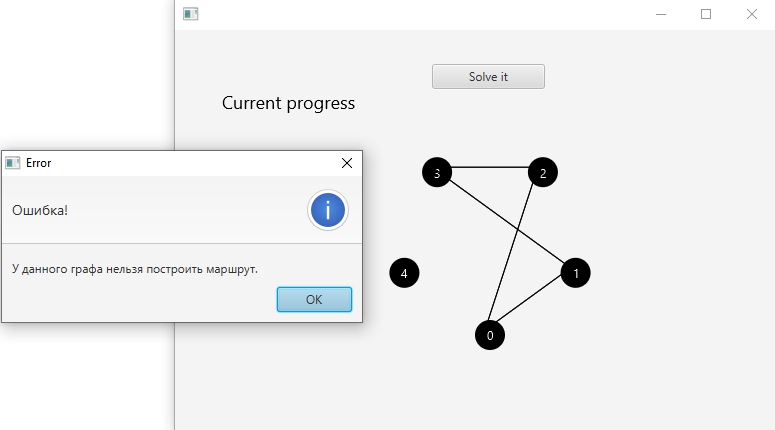 Solve it
Current progress
Error
Ошибка!
i
У данного графа нельзя построить маршрут.
OK
3
2
4
1
0